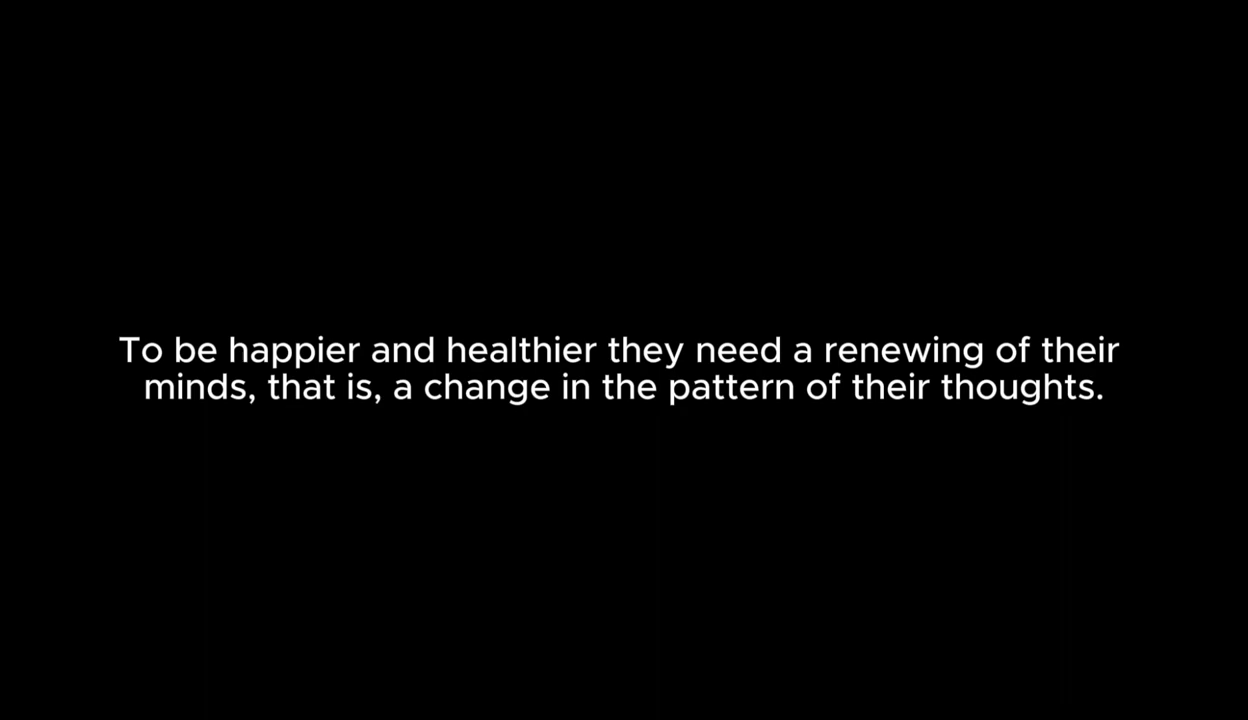 To be happier and healthier they need a renewing of their
minds, that is, a change in the pattern of their thoughts.